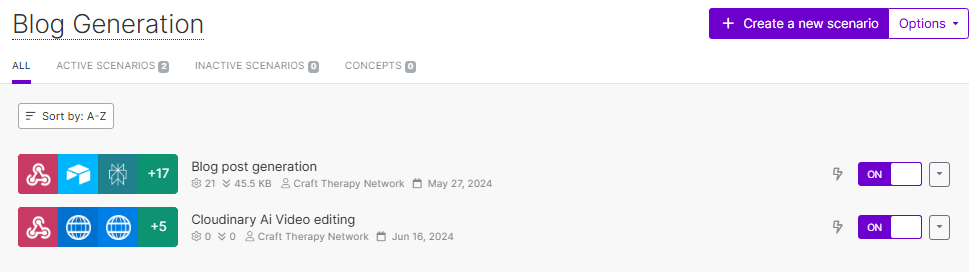 Blog Generation
+ Create a new scenario Options
ALL ACTIVE SCENARIOS 2 INACTIVE SCENARIOS 0 CONCEPTS 0
Sort by: A-Z
+17 Blog post generation ON
21 45.5 KB Craft Therapy Network May 27, 2024
+5 Cloudinary Ai Video editing ON
0 0 Craft Therapy Network Jun 16, 2024